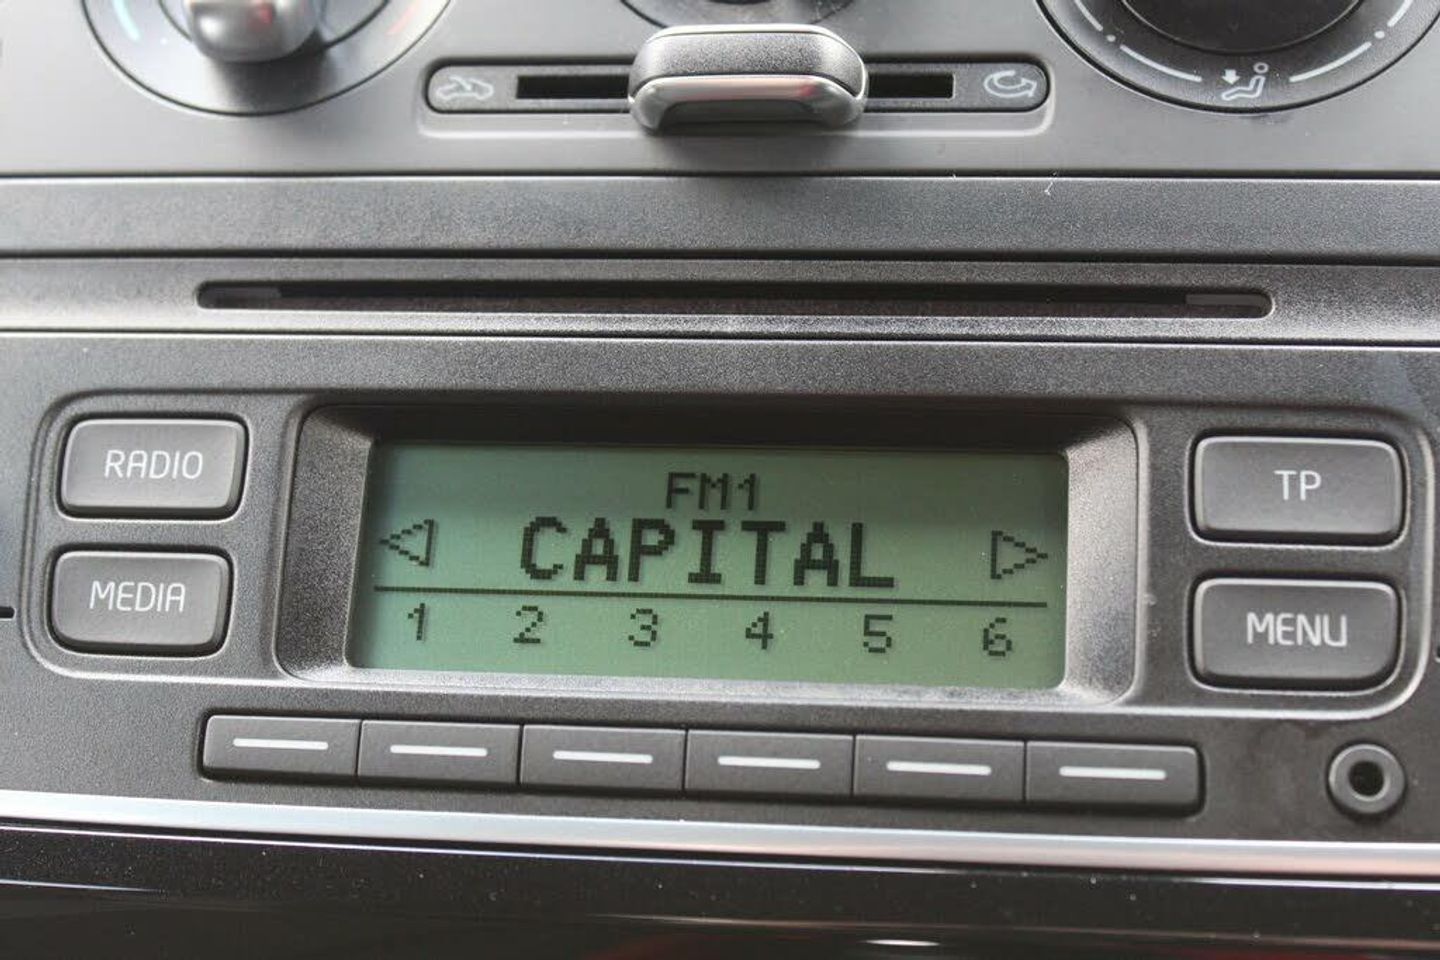 RADIO
MEDIA
FM1
CAPITAL
1 2 3 4 5 6
TP
MENU